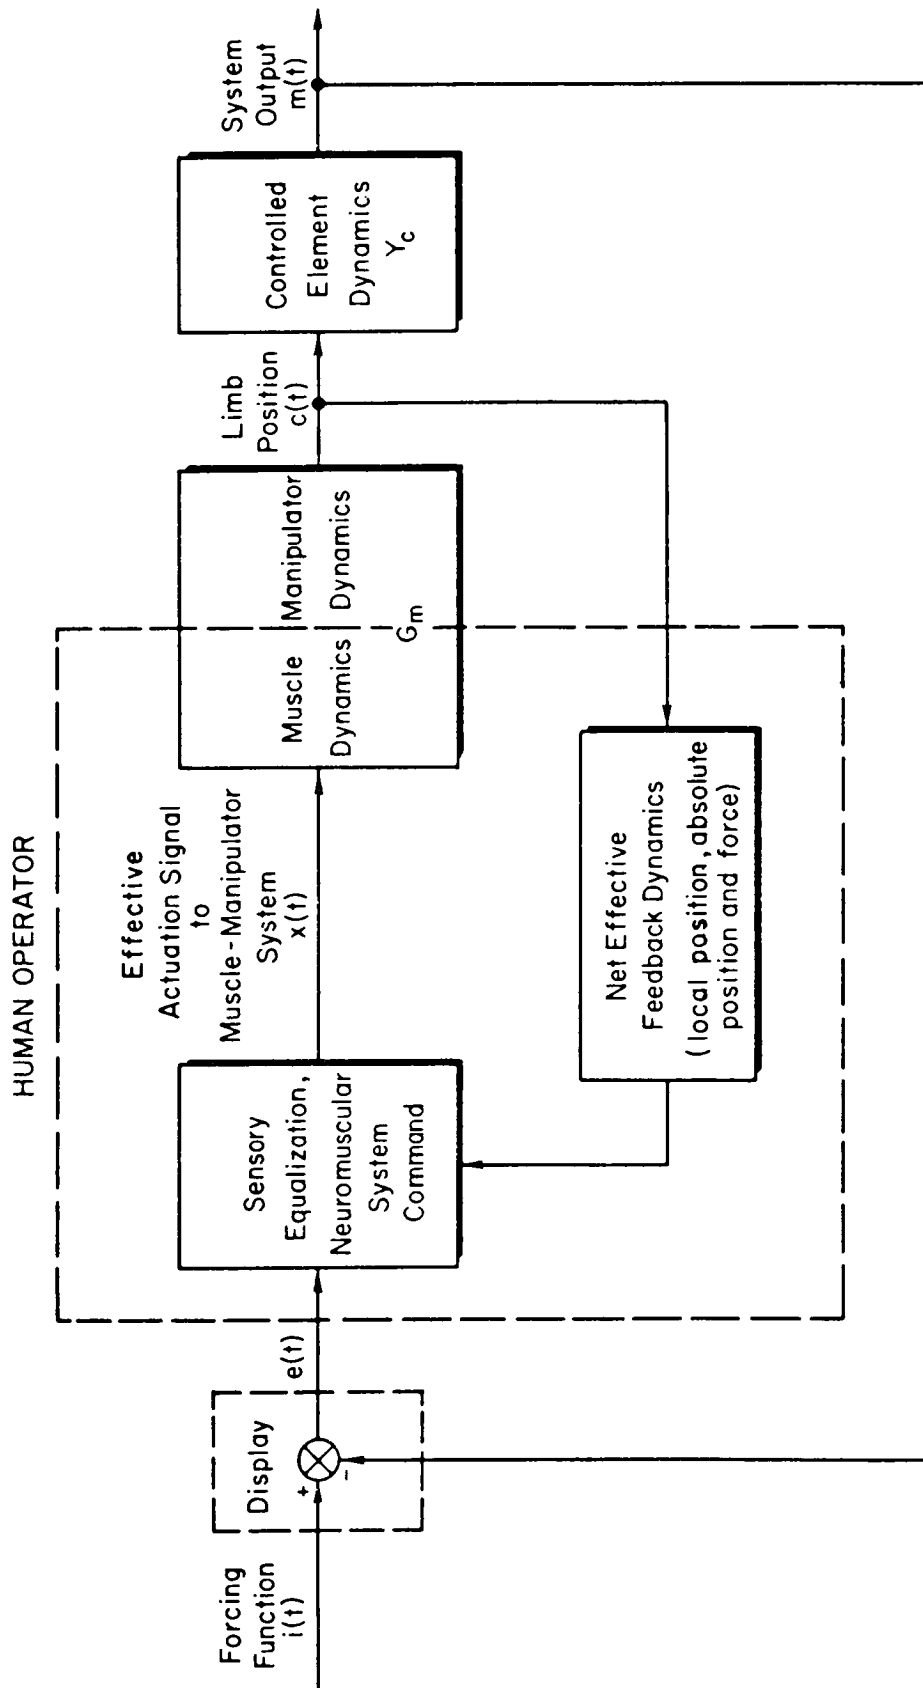 HUMAN OPERATOR
Forcing
Function
i(t)
Display
+
-
e(t)
Sensory
Equalization,
Neuromuscular
System
Command
Effective
Actuation Signal
to
Muscle-Manipulator
System
x(t)
Muscle
Dynamics
Manipulator
Dynamics
Gm
Limb
Position
c(t)
Controlled
Element
Dynamics
Yc
System
Output
m(t)
Net Effective
Feedback Dynamics
(local position, absolute
position and force)